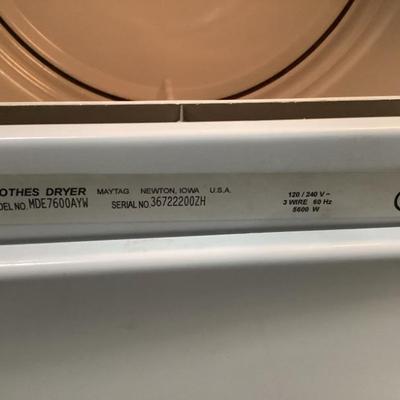 OTHES DRYER MAYTAG NEWTON, IOWA U.S.A.
DEL NO. MDE7600AYW SERIAL NO. 36722200ZH
120 / 240 V~
3 WIRE 60 Hz
5600 W